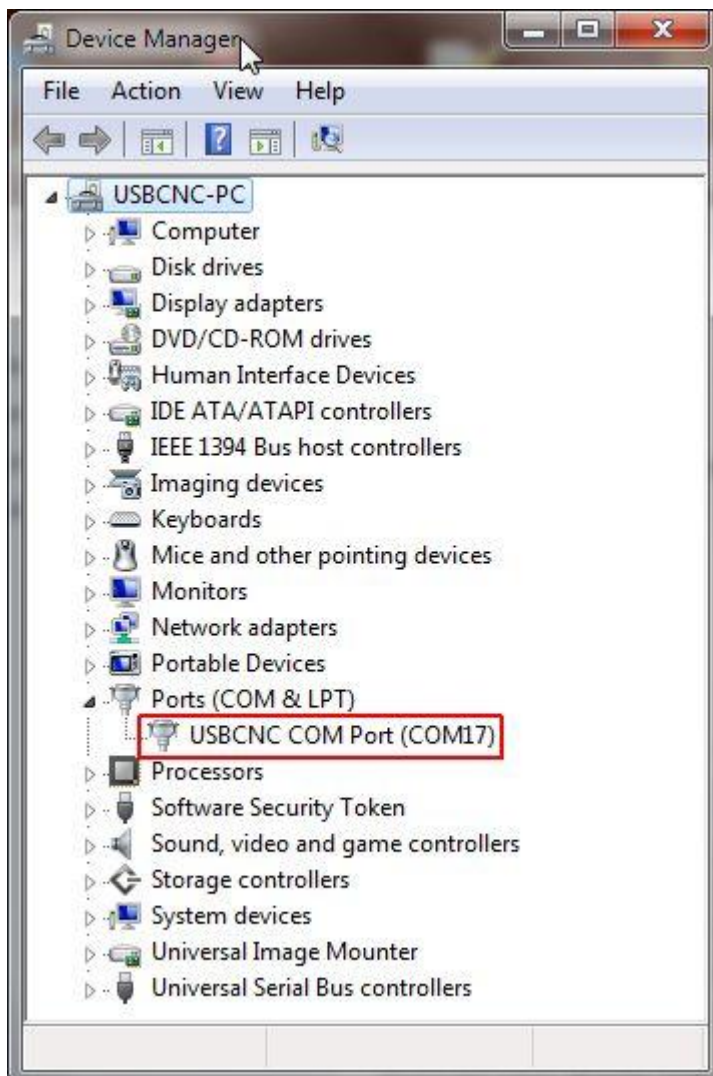 Device Manager
File Action View Help
USBCNC-PC
Computer
Disk drives
Display adapters
DVD/CD-ROM drives
Human Interface Devices
IDE ATA/ATAPI controllers
IEEE 1394 Bus host controllers
Imaging devices
Keyboards
Mice and other pointing devices
Monitors
Network adapters
Portable Devices
Ports (COM & LPT)
USBCNC COM Port (COM17)
Processors
Software Security Token
Sound, video and game controllers
Storage controllers
System devices
Universal Image Mounter
Universal Serial Bus controllers